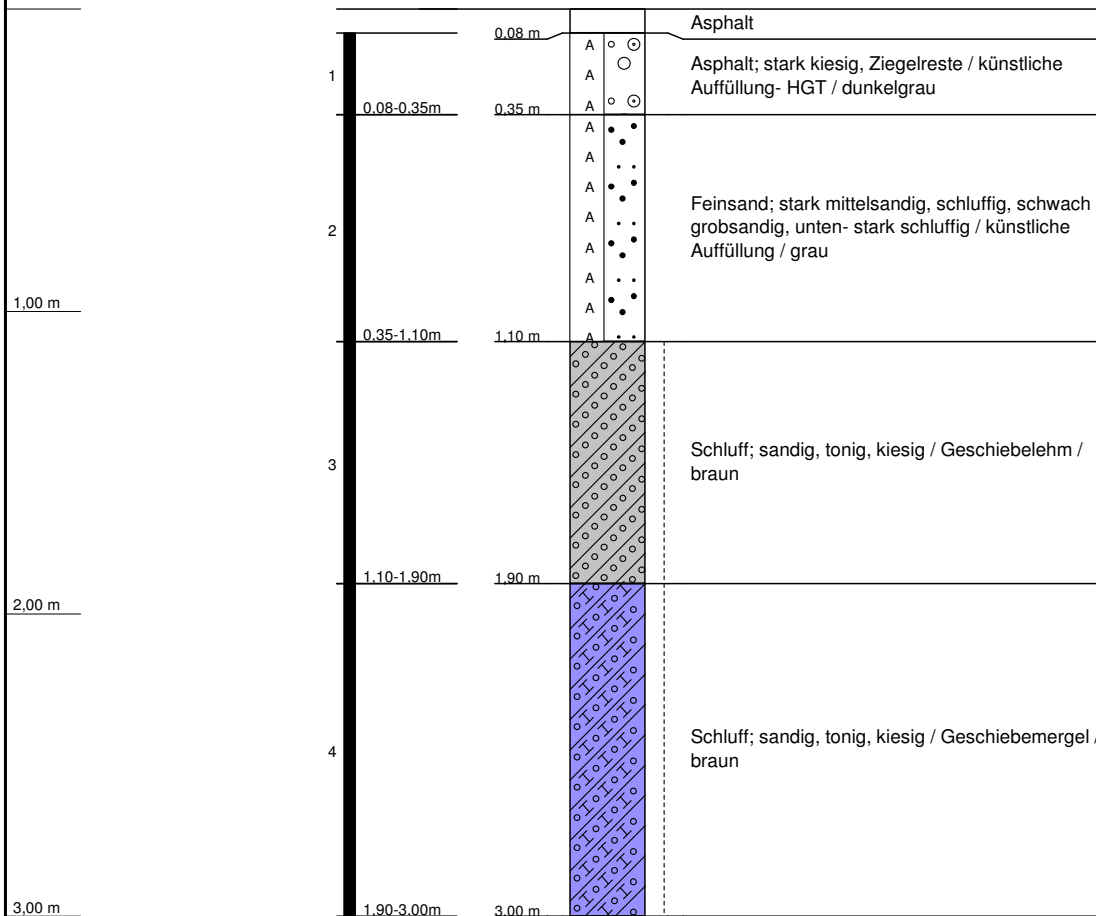 Asphalt
0,08 m
Asphalt; stark kiesig, Ziegelreste / künstliche
Auffüllung- HGT / dunkelgrau
A
A
A
1
0.08-0.35m
0,35 m
A
A
A
A
A
A
A
A
2
Feinsand; stark mittelsandig, schluffig, schwach
grobsandig, unten- stark schluffig / künstliche
Auffüllung / grau
1,00 m
0.35-1.10m
1,10 m
3
Schluff; sandig, tonig, kiesig / Geschiebelehm /
braun
1.10-1.90m
1,90 m
2,00 m
4
Schluff; sandig, tonig, kiesig / Geschiebemergel /
braun
3,00 m
1.90-3.00m
3,00 m